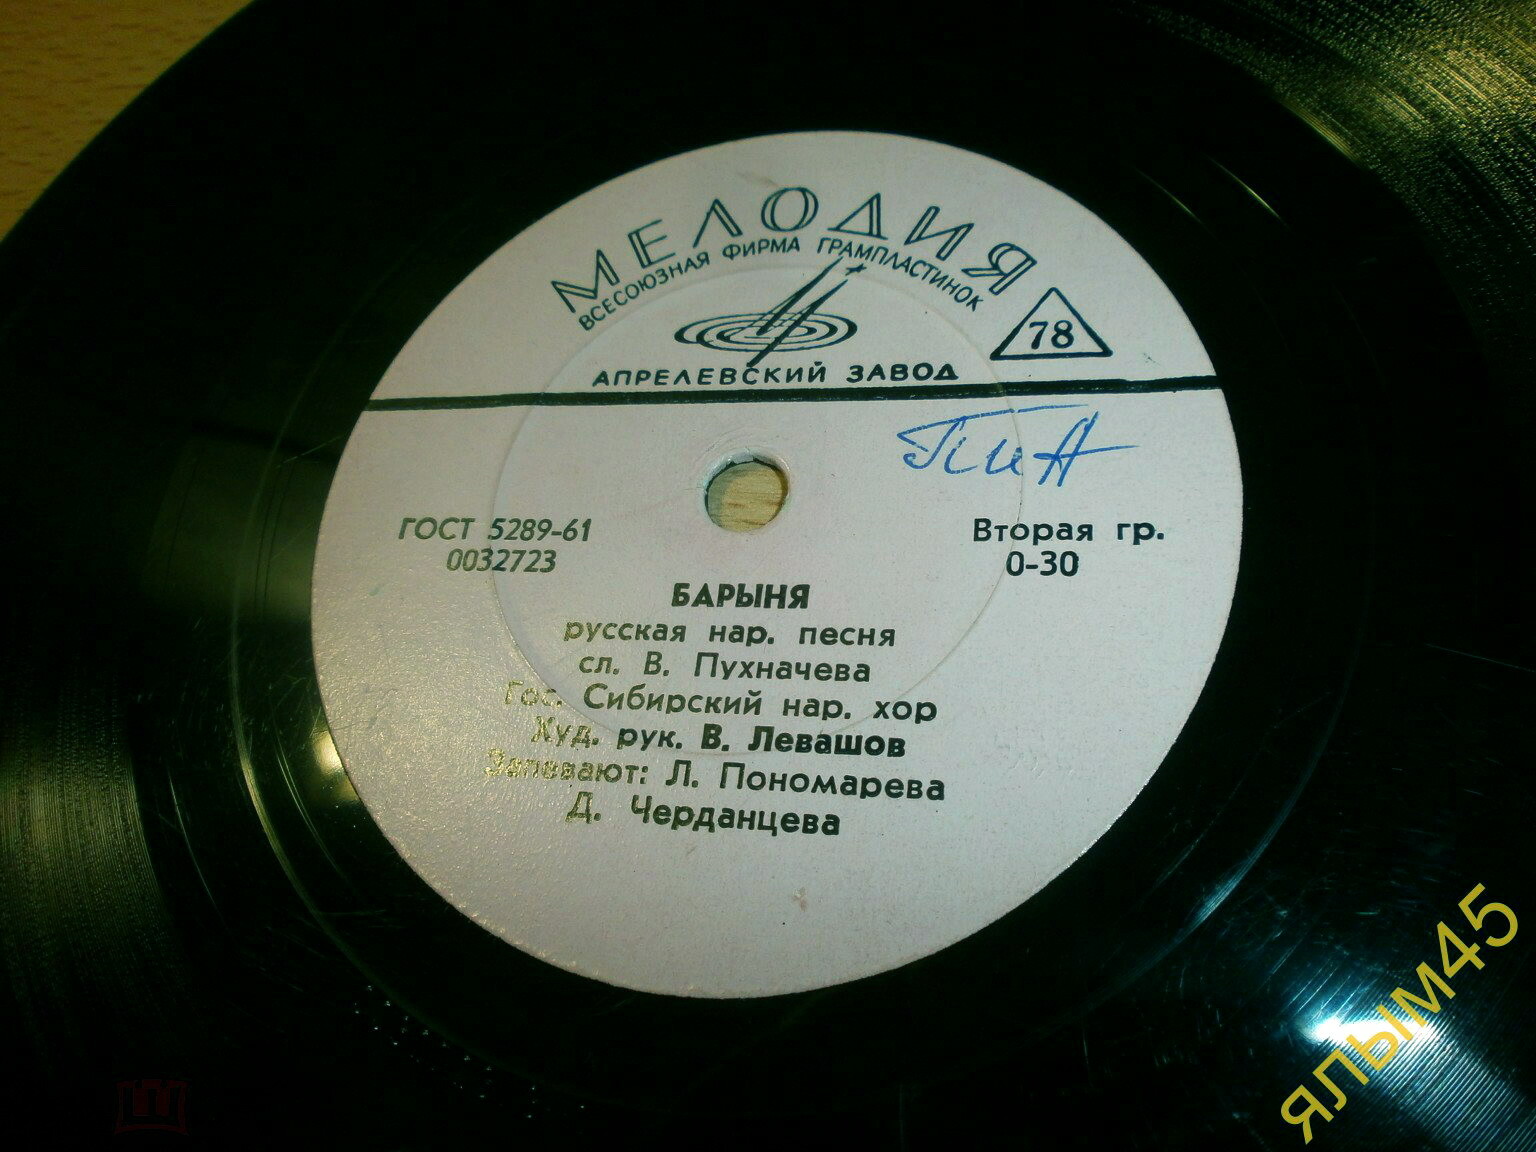 МЕЛОДИЯ
ВСЕСОЮЗНАЯ ФИРМА ГРАМПЛАСТИНОК
78
АПРЕЛЕВСКИЙ ЗАВОД
ГОСТ 5289-61
0032723
Вторая гр.
0-30
БАРЫНЯ
русская нар. песня
сл. В. Пухначева
Гос. Сибирский нар. хор
Худ. рук. В. Левашов
Запевают: Л. Пономарева
Д. Черданцева
ялым45